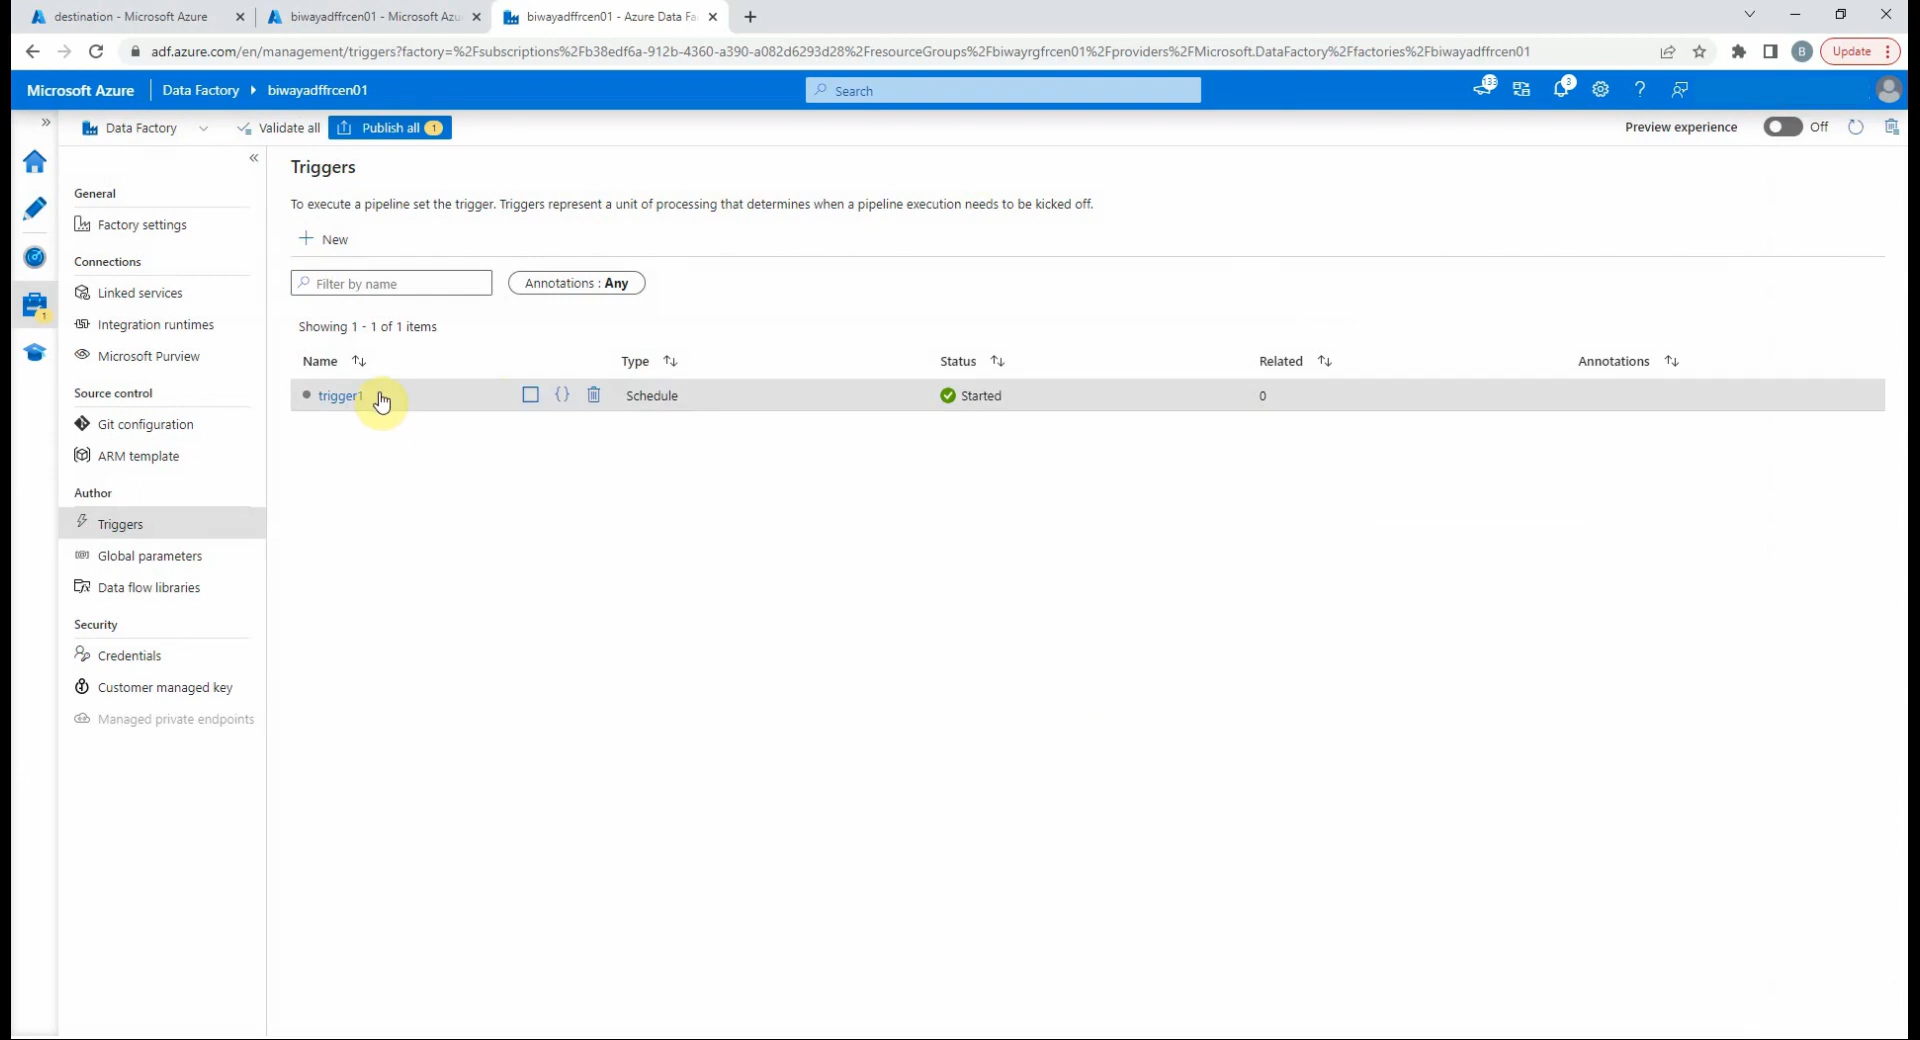 destination - Microsoft Azure
biwayadffrcen01 - Microsoft Azu
biwayadffrcen01 - Azure Data Fa
adf.azure.com/en/management/triggers?factory=%2Fsubscriptions%2Fb38edf6a-912b-4360-a390-a082d6293d28%2FresourceGroups%2Fbiwayrgfrcen01%2Fproviders%2FMicrosoft.DataFactory%2Ffactories%2Fbiwayadffrcen01
B
Update
Microsoft Azure
Data Factory
biwayadffrcen01
Search
133
3
Data Factory
Validate all
Publish all 1
Preview experience
Off
General
Factory settings
Connections
Linked services
Integration runtimes
Microsoft Purview
Source control
Git configuration
ARM template
Author
Triggers
Global parameters
Data flow libraries
Security
Credentials
Customer managed key
Managed private endpoints
1
Triggers
To execute a pipeline set the trigger. Triggers represent a unit of processing that determines when a pipeline execution needs to be kicked off.
New
Filter by name
Annotations : Any
Showing 1 - 1 of 1 items
Name Type Status Related Annotations
trigger1 Schedule Started 0